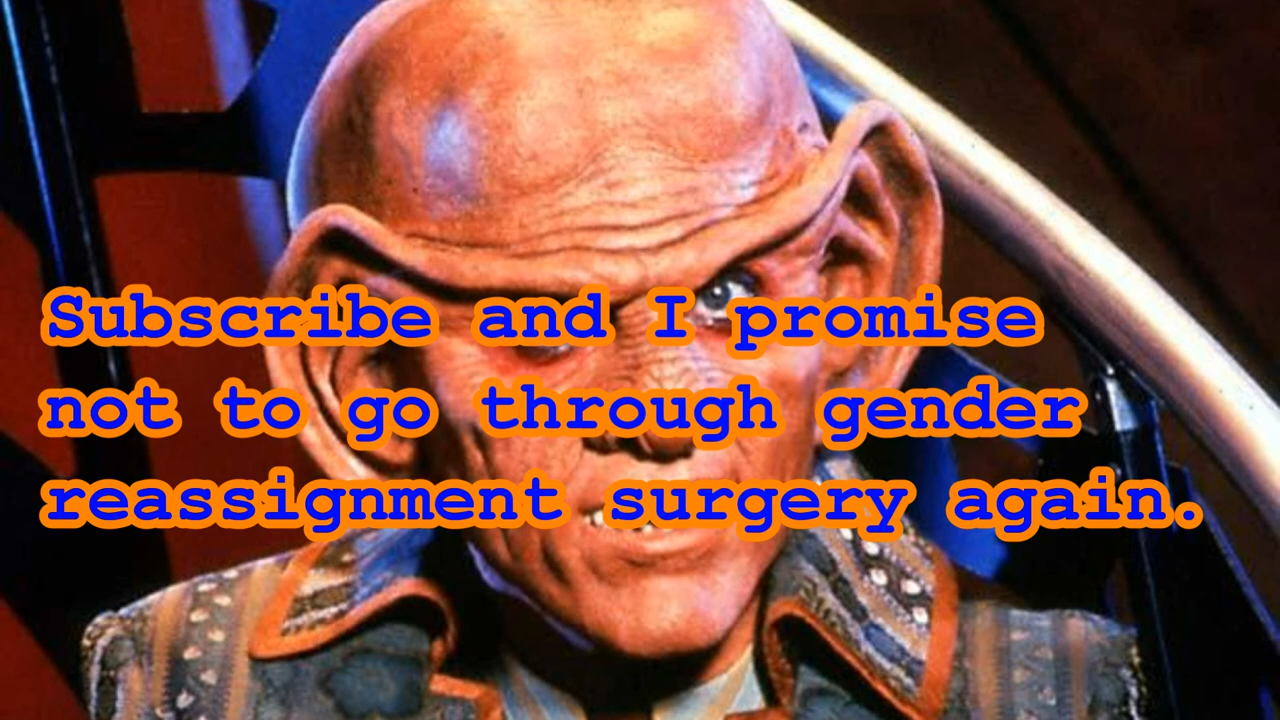 Subscribe and I promise
not to go through gender
reassignment surgery again.